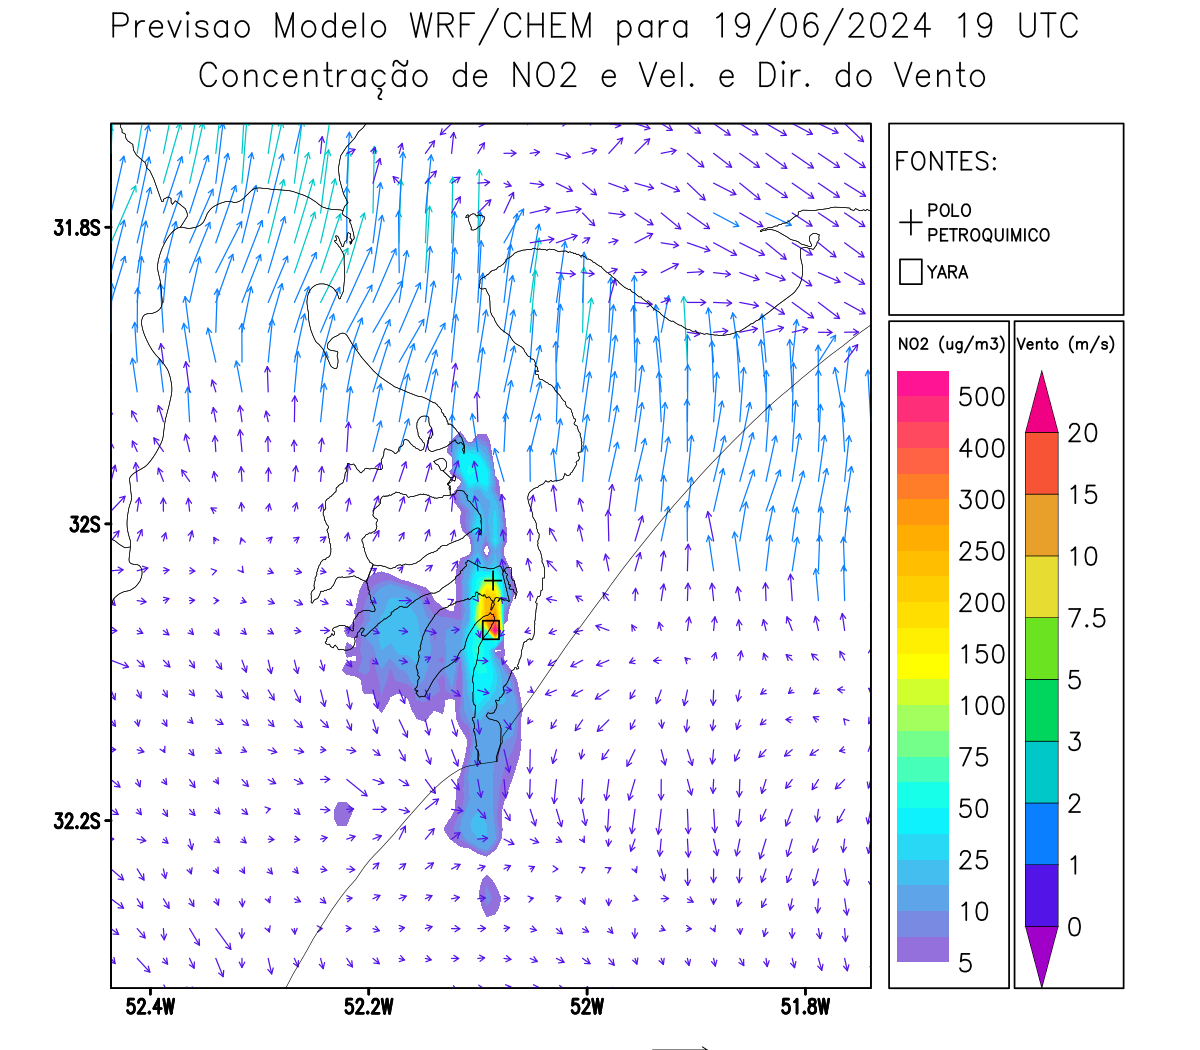 Previsao Modelo WRF/CHEM para 19/06/2024 19 UTC
Concentração de NO2 e Vel. e Dir. do Vento
FONTES:
POLO
PETROQUIMICO
YARA
NO2 (ug/m3)
500
400
300
250
200
150
100
75
50
25
10
5
Vento (m/s)
20
15
10
7.5
5
3
2
1
0
31.8S
32S
32.2S
52.4W 52.2W 52W 51.8W